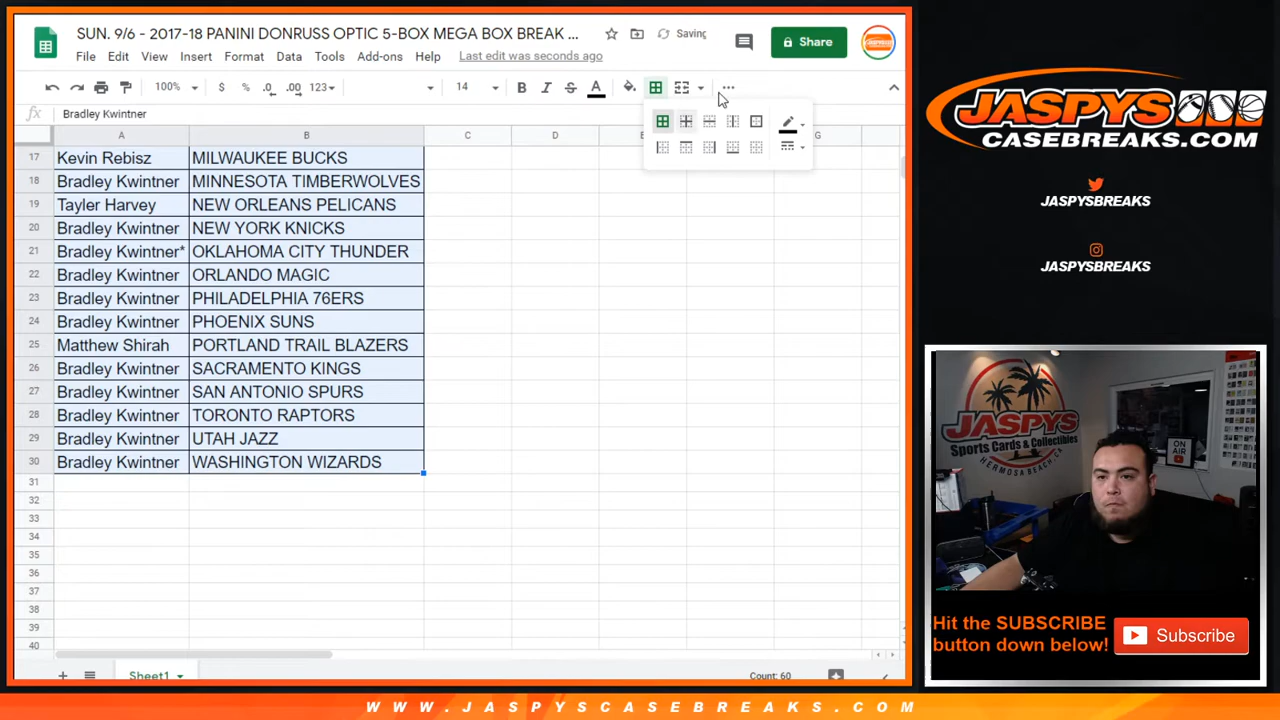 SUN. 9/6 - 2017-18 PANINI DONRUSS OPTIC 5-BOX MEGA BOX BREAK ...
Saving
Share
File Edit View Insert Format Data Tools Add-ons Help Last edit was seconds ago
100% $ % .0 .00 123 14 B I S A ...
fx Bradley Kwintner
A B C D E G
17 Kevin Rebisz MILWAUKEE BUCKS
18 Bradley Kwintner MINNESOTA TIMBERWOLVES
19 Tayler Harvey NEW ORLEANS PELICANS
20 Bradley Kwintner NEW YORK KNICKS
21 Bradley Kwintner* OKLAHOMA CITY THUNDER
22 Bradley Kwintner ORLANDO MAGIC
23 Bradley Kwintner PHILADELPHIA 76ERS
24 Bradley Kwintner PHOENIX SUNS
25 Matthew Shirah PORTLAND TRAIL BLAZERS
26 Bradley Kwintner SACRAMENTO KINGS
27 Bradley Kwintner SAN ANTONIO SPURS
28 Bradley Kwintner TORONTO RAPTORS
29 Bradley Kwintner UTAH JAZZ
30 Bradley Kwintner WASHINGTON WIZARDS
31
32
33
34
35
36
37
38
39
40
Sheet1 Count: 60
JASPYS
CASEBREAKS.COM
JASPYSBREAKS
JASPYSBREAKS
JASPYS
Sports Cards & Collectibles
HERMOSA BEACH, CA
ON
AIR
Hit the SUBSCRIBE
button down below!
Subscribe
WWW.JASPYSCASEBREAKS.COM